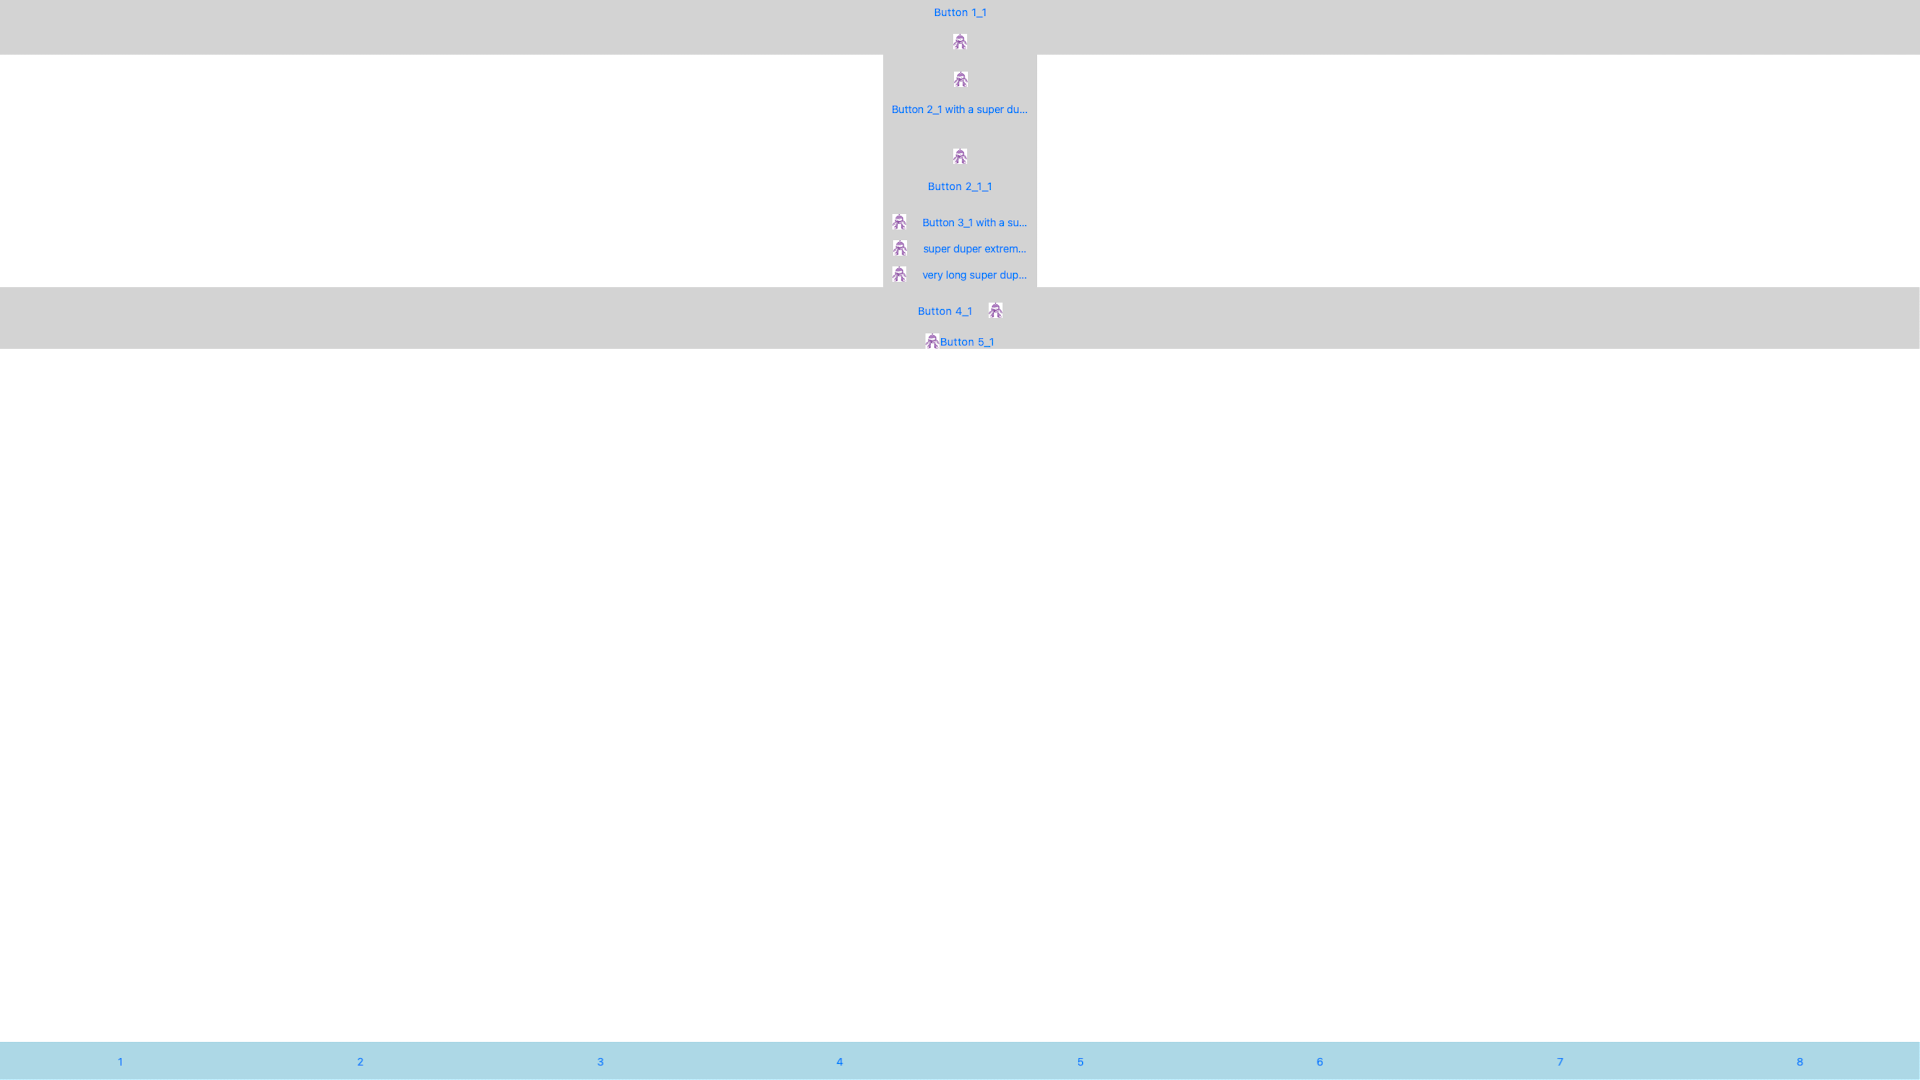 Button 1_1
Button 2_1 with a super du...
Button 2_1_1
Button 3_1 with a su...
super duper extrem...
very long super dup...
Button 4_1
Button 5_1
1 2 3 4 5 6 7 8